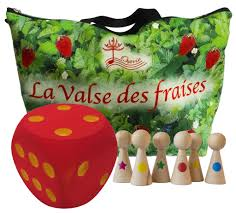 La Valse des fraises